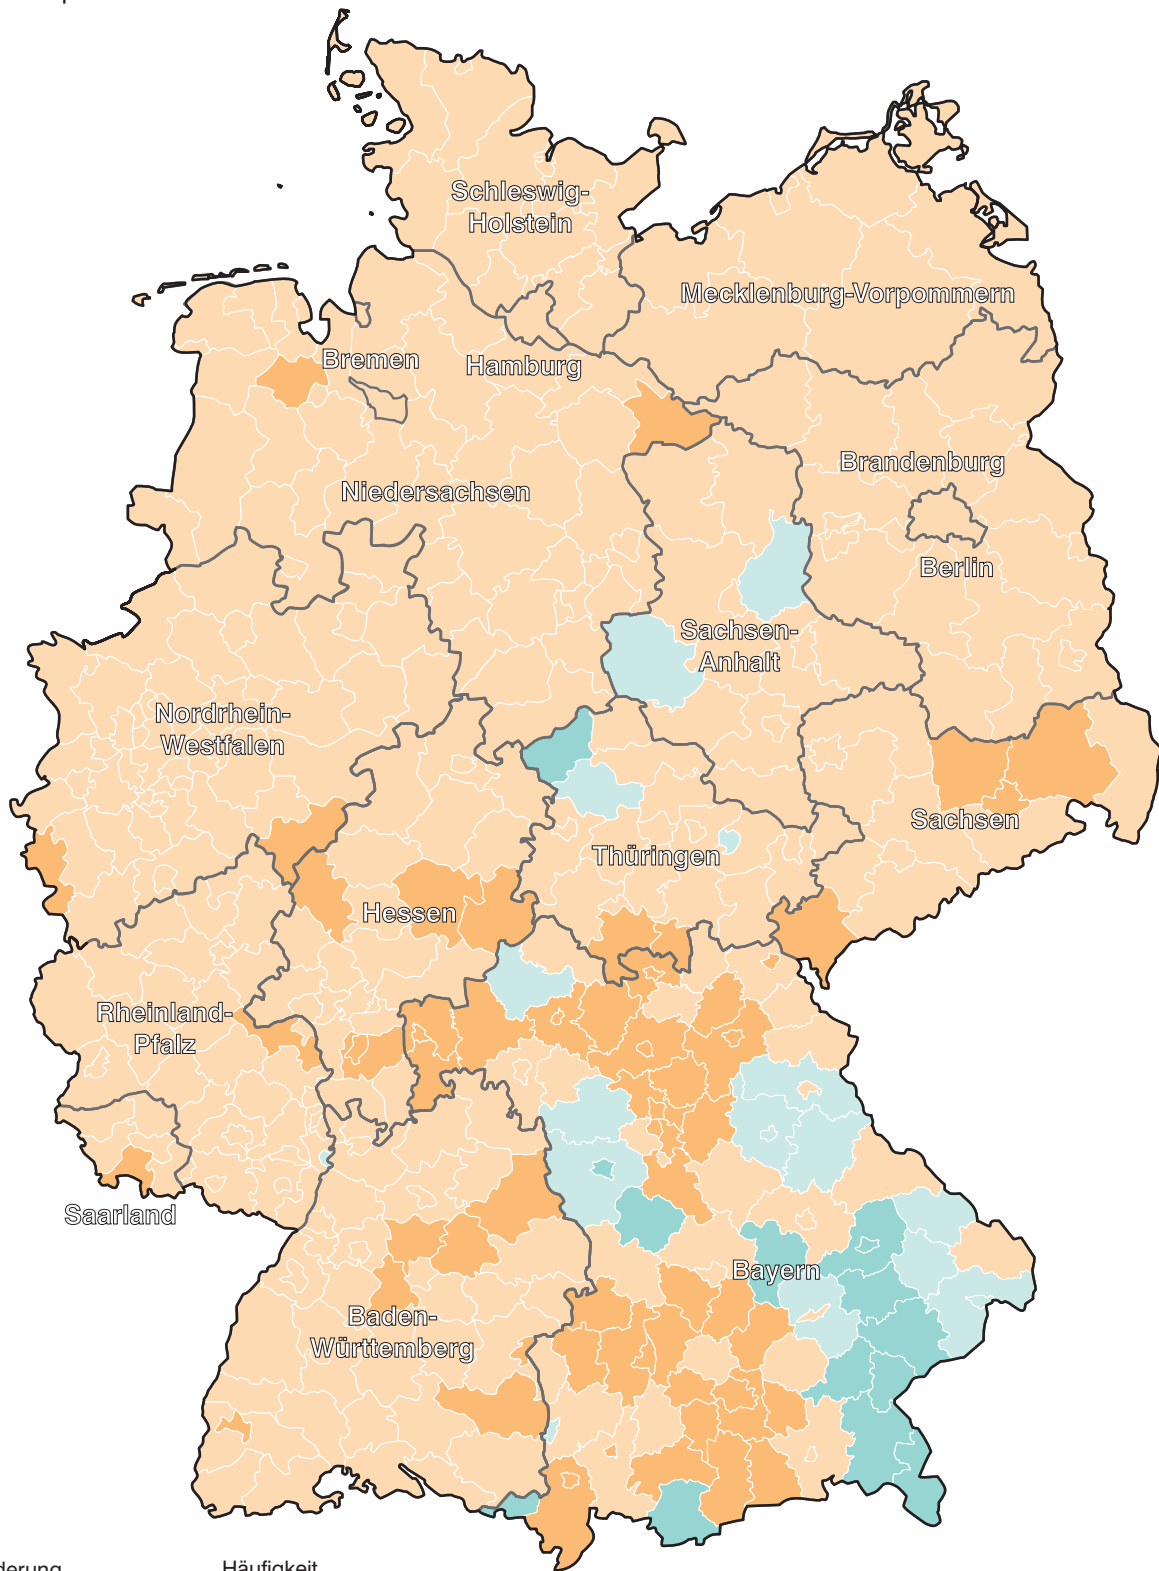 Schleswig-
Holstein
Mecklenburg-Vorpommern
Bremen
Hamburg
Brandenburg
Niedersachsen
Berlin
Sachsen-
Anhalt
Nordrhein-
Westfalen
Sachsen
Thüringen
Hessen
Rheinland-
Pfalz
Saarland
Bayern
Baden-
Württemberg
Häufigkeit